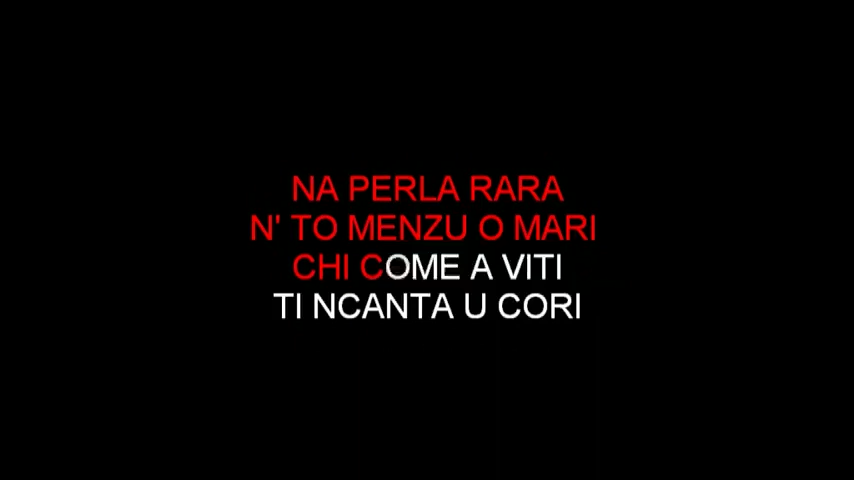 NA PERLA RARA
N' TO MENZU O MARI
CHI COME A VITI
TI NCANTA U CORI